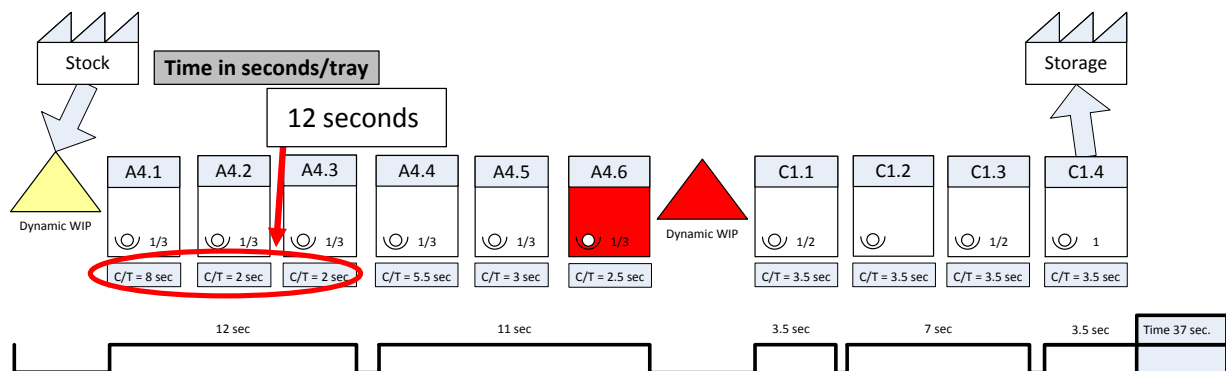 Stock
Storage
Time in seconds/tray
12 seconds
A4.1
A4.2
A4.3
A4.4
A4.5
A4.6
C1.1
C1.2
C1.3
C1.4
Dynamic WIP
1/3
1/3
1/3
1/3
1/3
1/3
Dynamic WIP
1/2
1/2
1
C/T = 8 sec
C/T = 2 sec
C/T = 2 sec
C/T = 5.5 sec
C/T = 3 sec
C/T = 2.5 sec
C/T = 3.5 sec
C/T = 3.5 sec
C/T = 3.5 sec
C/T = 3.5 sec
12 sec
11 sec
3.5 sec
7 sec
3.5 sec
Time 37 sec.